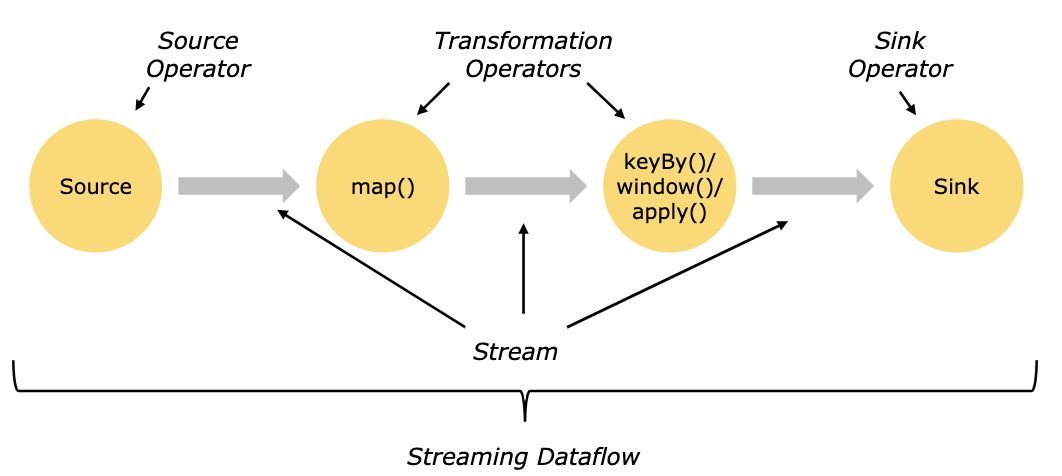 Source
Operator
Transformation
Operators
Sink
Operator
Source
map()
keyBy()/
window()/
apply()
Sink
Stream
Streaming Dataflow